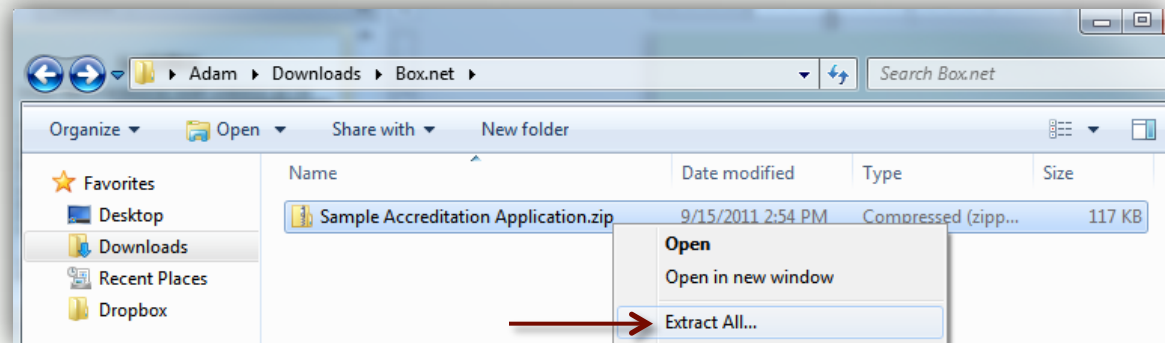 Adam Downloads Box.net Search Box.net
Organize Open Share with New folder
Name Date modified Type Size
Favorites
Sample Accreditation Application.zip 9/15/2011 2:54 PM Compressed (zipp... 117 KB
Desktop
Downloads
Recent Places
Dropbox
Open
Open in new window
Extract All...